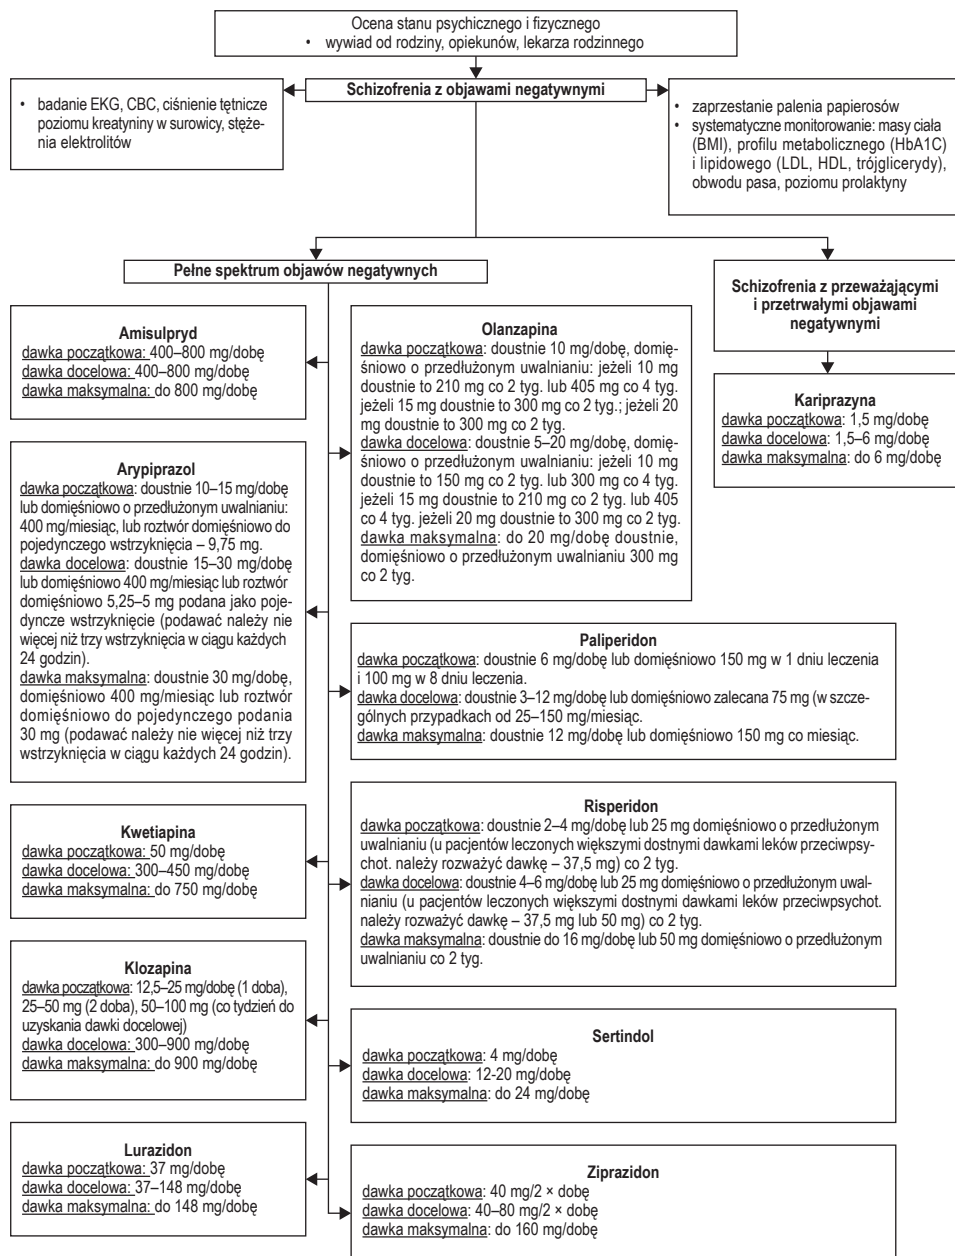 Ocena stanu psychicznego i fizycznego
• wywiad od rodziny, opiekunów, lekarza rodzinnego
Schizofrenia z objawami negatywnymi
• badanie EKG, CBC, ciśnienie tętnicze
poziomu kreatyniny w surowicy, stęże-
nia elektrolitów
• zaprzestanie palenia papierosów
• systematyczne monitorowanie: masy ciała
(BMI), profilu metabolicznego (HbA1C)
i lipidowego (LDL, HDL, trójglicerydy),
obwodu pasa, poziomu prolaktyny
Pełne spektrum objawów negatywnych
Schizofrenia z przeważąjącymi
i przetrwałymi objawami
negatywnymi
Amisulpryd
dawka początkowa: 400–800 mg/dobę
dawka docelowa: 400–800 mg/dobę
dawka maksymalna: do 800 mg/dobę
Olanzapina
dawka początkowa: doustnie 10 mg/dobę, domię-
śniowo o przedłużonym uwalnianiu: jeżeli 10 mg
doustnie to 210 mg co 2 tyg. lub 405 mg co 4 tyg.
jeżeli 15 mg doustnie to 300 mg co 2 tyg.; jeżeli 20
mg doustnie to 300 mg co 2 tyg.
dawka docelowa: doustnie 5–20 mg/dobę, domię-
śniowo o przedłużonym uwalnianiu: jeżeli 10 mg
doustnie to 150 mg co 2 tyg. lub 300 mg co 4 tyg.
jeżeli 15 mg doustnie to 210 mg co 2 tyg. lub 405
co 4 tyg. jeżeli 20 mg doustnie to 300 mg co 2 tyg.
dawka maksymalna: do 20 mg/dobę doustnie,
domięśniowo o przedłużonym uwalnianiu 300 mg
co 2 tyg.
Kariprazyna
dawka początkowa: 1,5 mg/dobę
dawka docelowa: 1,5–6 mg/dobę
dawka maksymalna: do 6 mg/dobę
Arypiprazol
dawka początkowa: doustnie 10–15 mg/dobę
lub domięśniowo o przedłużonym uwalnianiu:
400 mg/miesiąc, lub roztwór domięśniowo do
pojedynczego wstrzyknięcia – 9,75 mg.
dawka docelowa: doustnie 15–30 mg/dobę
lub domięśniowo 400 mg/miesiąc lub roztwór
domięśniowo 5,25–5 mg podana jako poje-
dyncze wstrzyknięcie (podawać należy nie
więcej niż trzy wstrzyknięcia w ciągu każdych
24 godzin).
dawka maksymalna: doustnie 30 mg/dobę,
domięśniowo 400 mg/miesiąc lub roztwór
domięśniowo do pojedynczego podania
30 mg (podawać należy nie więcej niż trzy
wstrzyknięcia w ciągu każdych 24 godzin).
Paliperidon
dawka początkowa: doustnie 6 mg/dobę lub domięśniowo 150 mg w 1 dniu leczenia
i 100 mg w 8 dniu leczenia.
dawka docelowa: doustnie 3–12 mg/dobę lub domięśniowo zalecana 75 mg (w szcze-
gólnych przypadkach od 25–150 mg/miesiąc.
dawka maksymalna: doustnie 12 mg/dobę lub domięśniowo 150 mg co miesiąc.
Kwetiapina
dawka początkowa: 50 mg/dobę
dawka docelowa: 300–450 mg/dobę
dawka maksymalna: do 750 mg/dobę
Risperidon
dawka początkowa: doustnie 2–4 mg/dobę lub 25 mg domięśniowo o przedłużonym
uwalnianiu (u pacjentów leczonych większymi dostnymi dawkami leków przeciwpsy-
chot. należy rozważyć dawkę – 37,5 mg) co 2 tyg.
dawka docelowa: doustnie 4–6 mg/dobę lub 25 mg domięśniowo o przedłużonym uwal-
nianiu (u pacjentów leczonych większymi dostnymi dawkami leków przeciwpsychot.
należy rozważyć dawkę – 37,5 mg lub 50 mg) co 2 tyg.
dawka maksymalna: doustnie do 16 mg/dobę lub 50 mg domięśniowo o przedłużonym
uwalnianiu co 2 tyg.
Klozapina
dawka początkowa: 12,5–25 mg/dobę (1 doba),
25–50 mg (2 doba), 50–100 mg (co tydzień do
uzyskania dawki docelowej)
dawka docelowa: 300–900 mg/dobę
dawka maksymalna: do 900 mg/dobę
Sertindol
dawka początkowa: 4 mg/dobę
dawka docelowa: 12-20 mg/dobę
dawka maksymalna: do 24 mg/dobę
Lurazidon
dawka początkowa: 37 mg/dobę
dawka docelowa: 37–148 mg/dobę
dawka maksymalna: do 148 mg/dobę
Ziprazidon
dawka początkowa: 40 mg/2 × dobę
dawka docelowa: 40–80 mg/2 × dobę
dawka maksymalna: do 160 mg/dobę